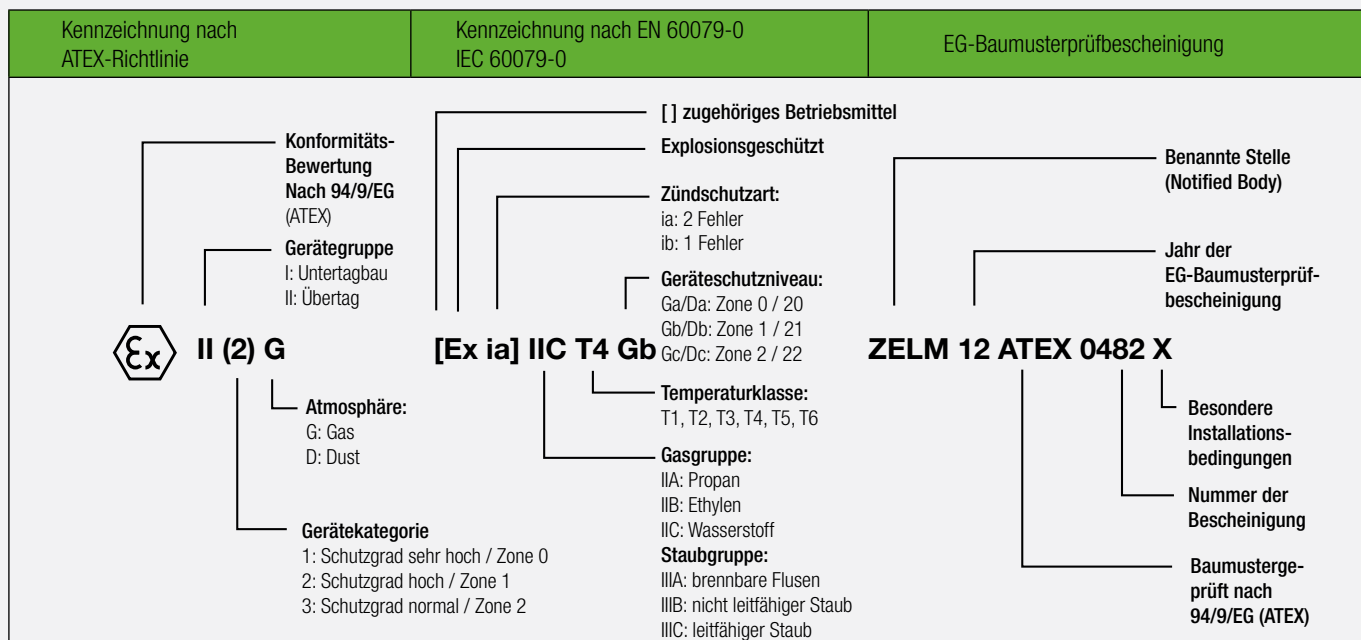 Kennzeichnung nach
ATEX-Richtlinie
Kennzeichnung nach EN 60079-0
IEC 60079-0
EG-Baumusterprüfbescheinigung
Konformitäts-
Bewertung
Nach 94/9/EG
(ATEX)
Gerätegruppe
I: Untertagbau
II: Übertag
Ex II (2) G
Atmosphäre:
G: Gas
D: Dust
Gerätekategorie
1: Schutzgrad sehr hoch / Zone 0
2: Schutzgrad hoch / Zone 1
3: Schutzgrad normal / Zone 2
[ ] zugehöriges Betriebsmittel
Explosionsgeschützt
Zündschutzart:
ia: 2 Fehler
ib: 1 Fehler
Geräteschutzniveau:
Ga/Da: Zone 0 / 20
Gb/Db: Zone 1 / 21
Gc/Dc: Zone 2 / 22
[Ex ia] IIC T4 Gb
Temperaturklasse:
T1, T2, T3, T4, T5, T6
Gasgruppe:
IIA: Propan
IIB: Ethylen
IIC: Wasserstoff
Staubgruppe:
IIIA: brennbare Flusen
IIIB: nicht leitfähiger Staub
IIIC: leitfähiger Staub
Benannte Stelle
(Notified Body)
Jahr der
EG-Baumusterprüf-
bescheinigung
ZELM 12 ATEX 0482 X
Besondere
Installations-
bedingungen
Nummer der
Bescheinigung
Baumusterge-
prüft nach
94/9/EG (ATEX)